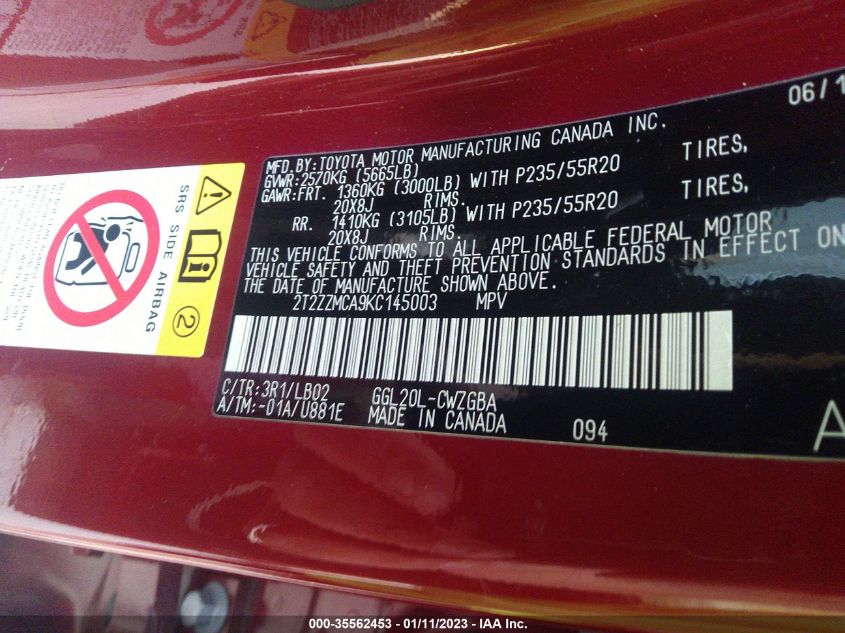 06/1
MFD.BY:TOYOTA MOTOR MANUFACTURING CANADA INC.
GVWR:2570KG (5665LB)
GAWR:FRT. 1360KG (3000LB) WITH P235/55R20 TIRES,
20X8J RIMS.
RR. 1410KG (3105LB) WITH P235/55R20 TIRES,
20X8J RIMS.
THIS VEHICLE CONFORMS TO ALL APPLICABLE FEDERAL MOTOR
VEHICLE SAFETY AND THEFT PREVENTION STANDARDS IN EFFECT ON
THE DATE OF MANUFACTURE SHOWN ABOVE.
2T2ZZMCA9KC145003 MPV
C/TR:3R1/LB02 GGL20L-CWZGBA
A/TM:-01A/U881E MADE IN CANADA
094
A
SRS SIDE AIRBAG
2
000-35562453 - 01/11/2023 - IAA Inc.